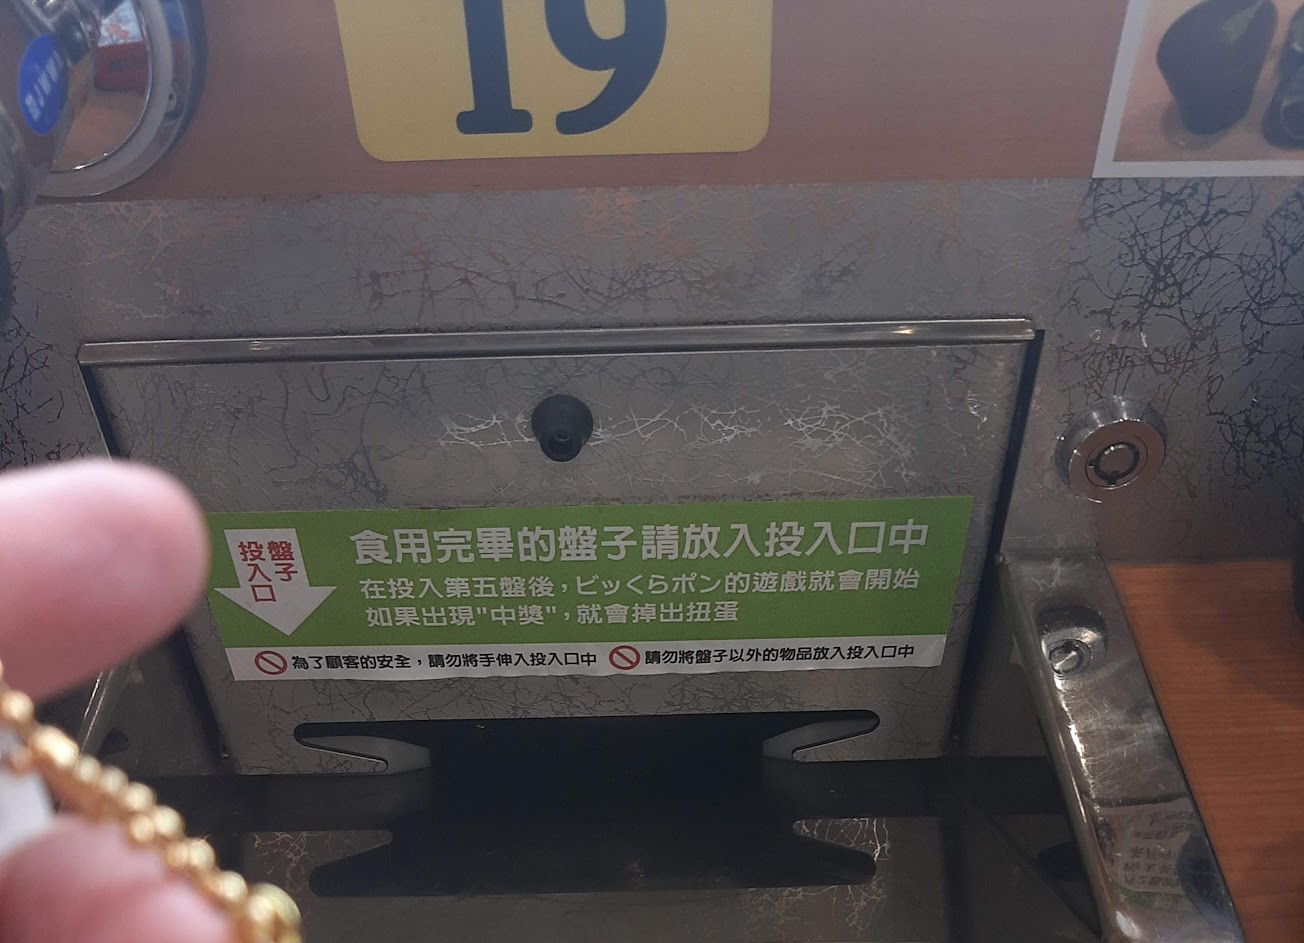 19
盤子
投入口
食用完畢的盤子請放入投入口中
在投入第五盤後，ビッくらポン的遊戲就會開始
如果出現"中獎"，就會掉出扭蛋
為了顧客的安全，請勿將手伸入投入口中
請勿將盤子以外的物品放入投入口中